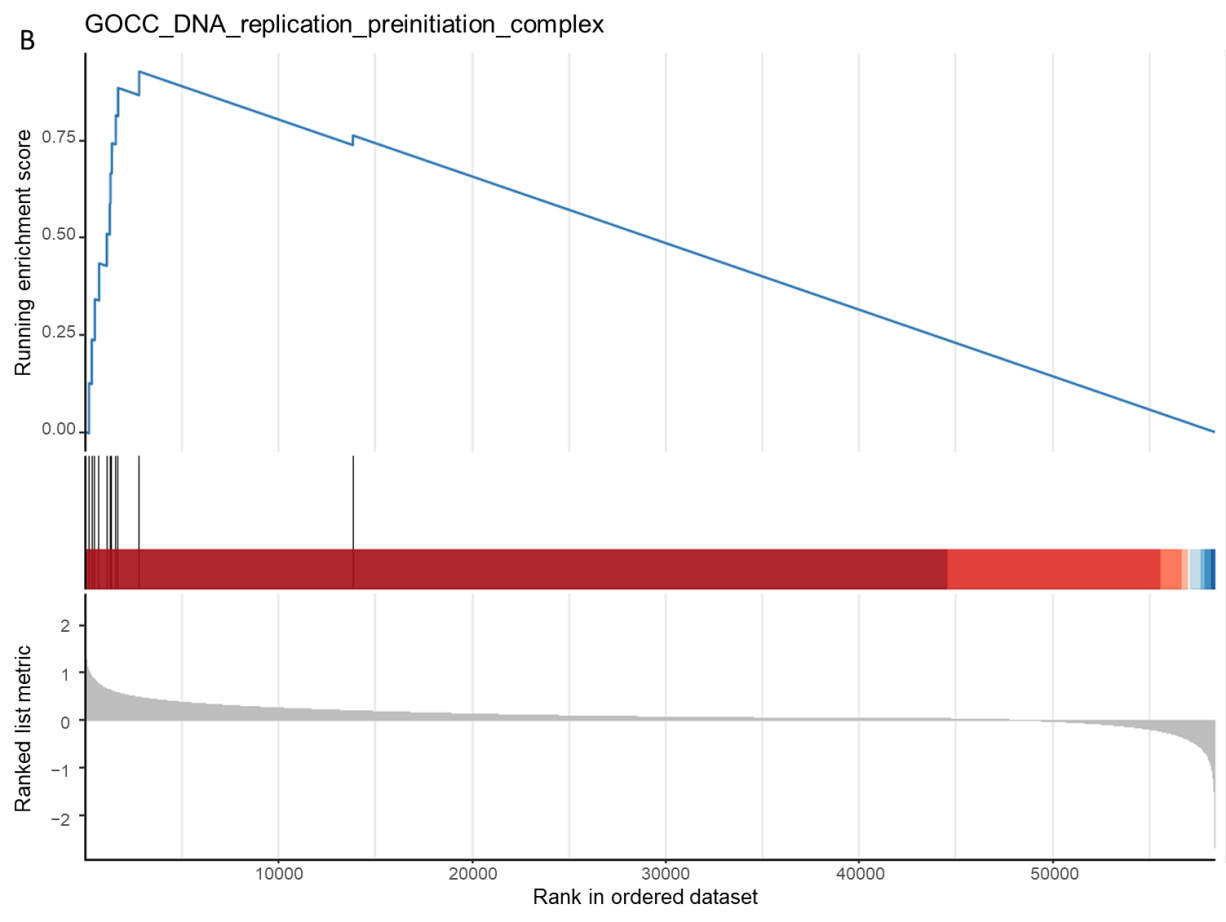 B
GOCC_DNA_replication_preinitiation_complex
Running enrichment score
0.75
0.50
0.25
0.00
Ranked list metric
2
1
0
−1
−2
10000
20000
30000
40000
50000
Rank in ordered dataset